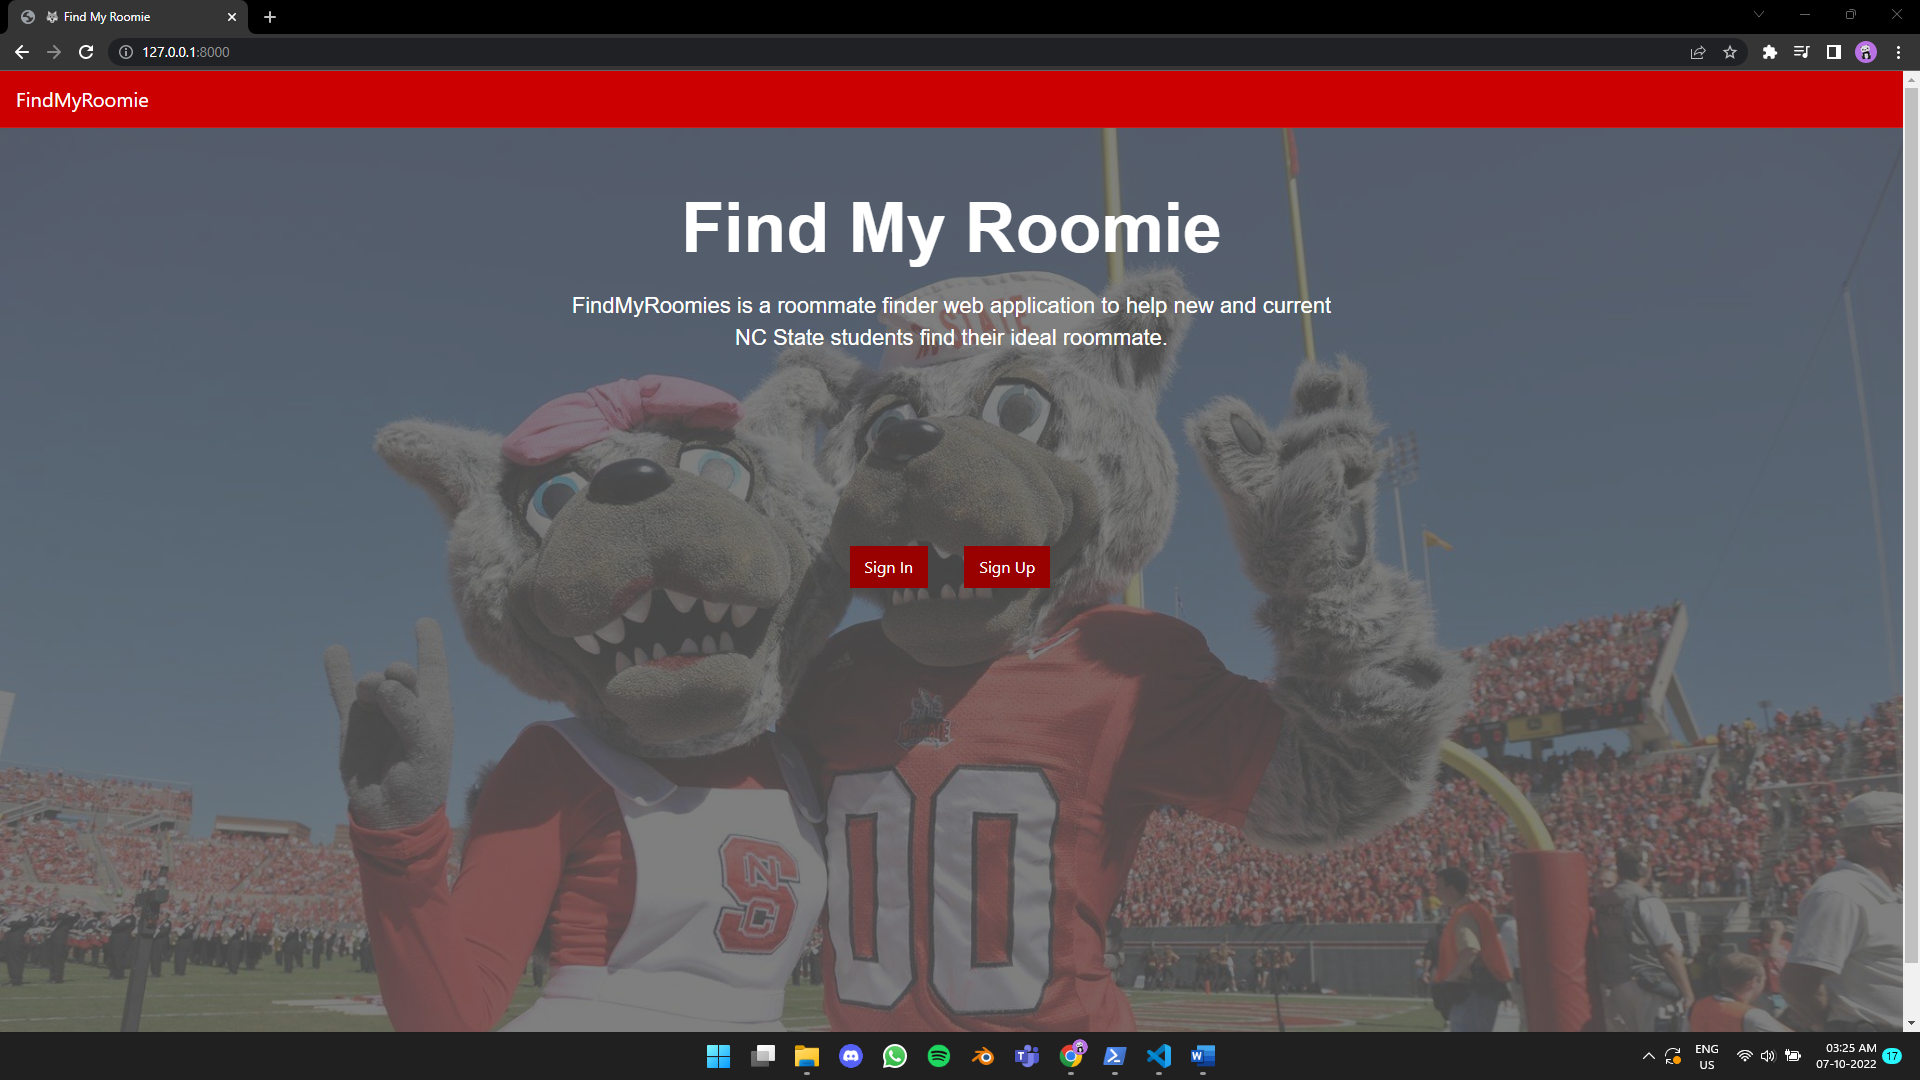 Find My Roomie
127.0.0.1:8000
FindMyRoomie
Find My Roomie
FindMyRoomies is a roommate finder web application to help new and current
NC State students find their ideal roommate.
Sign In
Sign Up
00
ENG
US
03:25 AM
07-10-2022
17